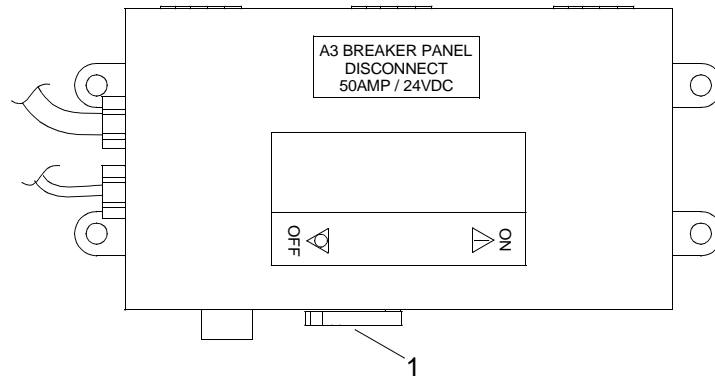 A3 BREAKER PANEL
DISCONNECT
50AMP / 24VDC
OFF
ON
1